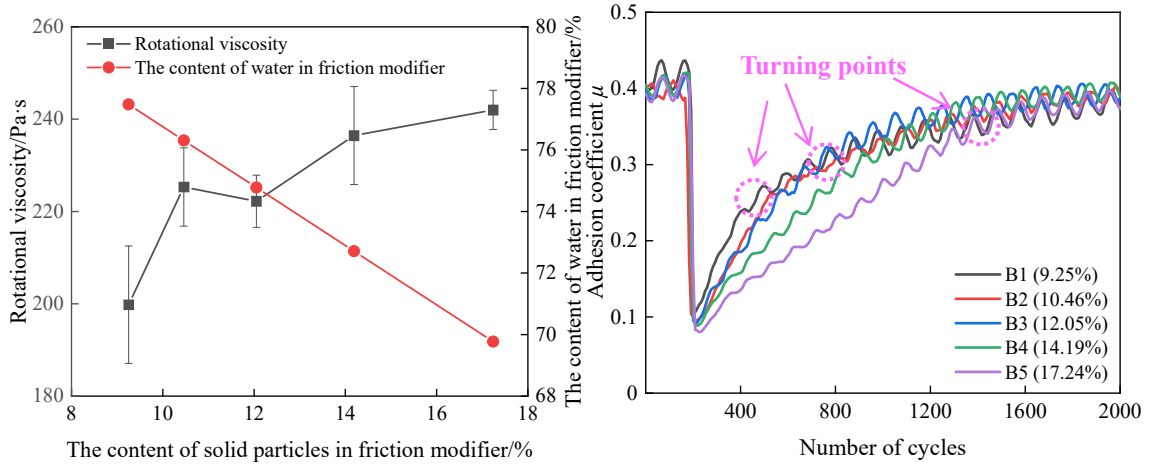 260
240
220
200
180
Rotational viscosity/Pa·s
Rotational viscosity
The content of water in friction modifier
80
78
76
74
72
70
68
The content of water in friction modifier/%
8
10
12
14
16
18
The content of solid particles in friction modifier/%
0.5
0.4
0.3
0.2
0.1
0
Adhesion coefficient μ
Turning points
B1 (9.25%)
B2 (10.46%)
B3 (12.05%)
B4 (14.19%)
B5 (17.24%)
400
800
1200
1600
2000
Number of cycles